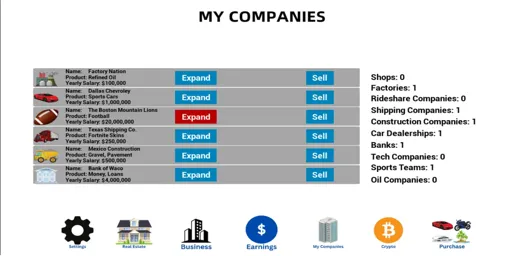 MY COMPANIES
Name: Factory Nation
Product: Refined Oil
Yearly Salary: $100,000
Expand
Sell
Name: Dallas Chevroley
Product: Sports Cars
Yearly Salary: $1,000,000
Expand
Sell
Name: The Boston Mountain Lions
Product: Football
Yearly Salary: $20,000,000
Expand
Sell
Name: Texas Shipping Co.
Product: Fortnite Skins
Yearly Salary: $250,000
Expand
Sell
Name: Mexico Construction
Product: Gravel, Pavement
Yearly Salary: $500,000
Expand
Sell
Name: Bank of Waco
Product: Money, Loans
Yearly Salary: $4,000,000
Expand
Sell
Shops: 0
Factories: 1
Rideshare Companies: 0
Shipping Companies: 1
Construction Companies: 1
Car Dealerships: 1
Banks: 1
Tech Companies: 0
Sports Teams: 1
Oil Companies: 0
Settings
Real Estate
Business
Earnings
My Companies
Crypto
Purchase